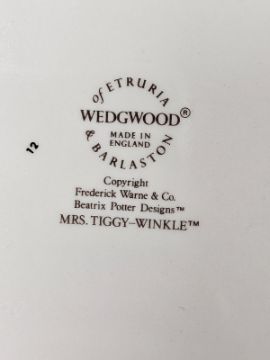 of ETRURIA
WEDGWOOD®
MADE IN
ENGLAND
& BARLASTON
12
Copyright
Frederick Warne & Co.
Beatrix Potter Designs™
MRS. TIGGY-WINKLE™